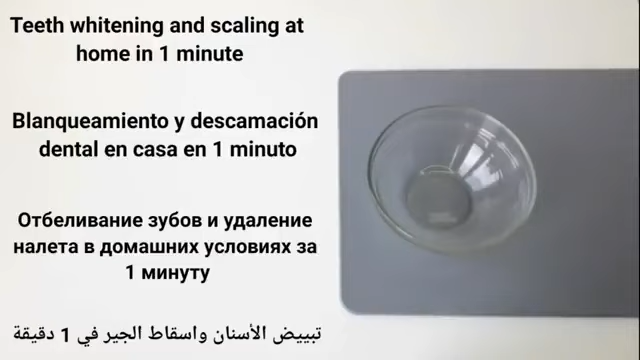 Teeth whitening and scaling at
home in 1 minute
Blanqueamiento y descamación
dental en casa en 1 minuto
Отбеливание зубов и удаление
налета в домашних условиях за
1 минуту
تبييض الأسنان واسقاط الجير في 1 دقيقة